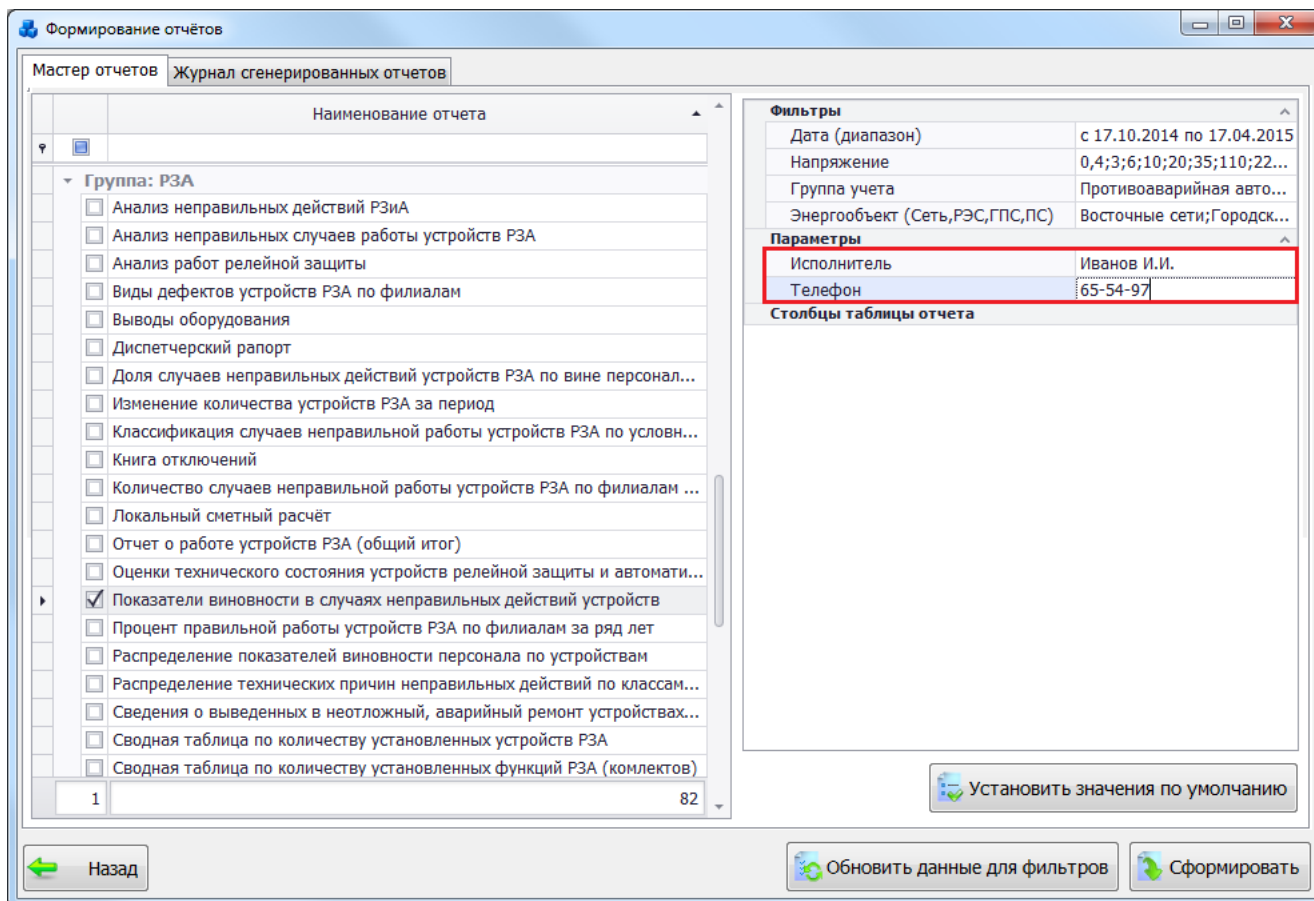 Формирование отчётов
Мастер отчетов Журнал сгенерированных отчетов
Наименование отчета
Группа: РЗА
Анализ неправильных действий РЗиА
Анализ неправильных случаев работы устройств РЗА
Анализ работ релейной защиты
Виды дефектов устройств РЗА по филиалам
Выводы оборудования
Диспетчерский рапорт
Доля случаев неправильных действий устройств РЗА по вине персонал...
Изменение количества устройств РЗА за период
Классификация случаев неправильной работы устройств РЗА по условн...
Книга отключений
Количество случаев неправильной работы устройств РЗА по филиалам ...
Локальный сметный расчёт
Отчет о работе устройств РЗА (общий итог)
Оценки технического состояния устройств релейной защиты и автомати...
Показатели виновности в случаях неправильных действий устройств
Процент правильной работы устройств РЗА по филиалам за ряд лет
Распределение показателей виновности персонала по устройствам
Распределение технических причин неправильных действий по классам...
Сведения о выведенных в неотложный, аварийный ремонт устройствах...
Сводная таблица по количеству установленных устройств РЗА
Сводная таблица по количеству установленных функций РЗА (комлектов)
1 82
Фильтры
Дата (диапазон) с 17.10.2014 по 17.04.2015
Напряжение 0,4;3;6;10;20;35;110;22...
Группа учета Противоаварийная авто...
Энергообъект (Сеть,РЭС,ГПС,ПС) Восточные сети;Городск...
Параметры
Исполнитель Иванов И.И.
Телефон 65-54-97
Столбцы таблицы отчета
Установить значения по умолчанию
Назад Обновить данные для фильтров Сформировать